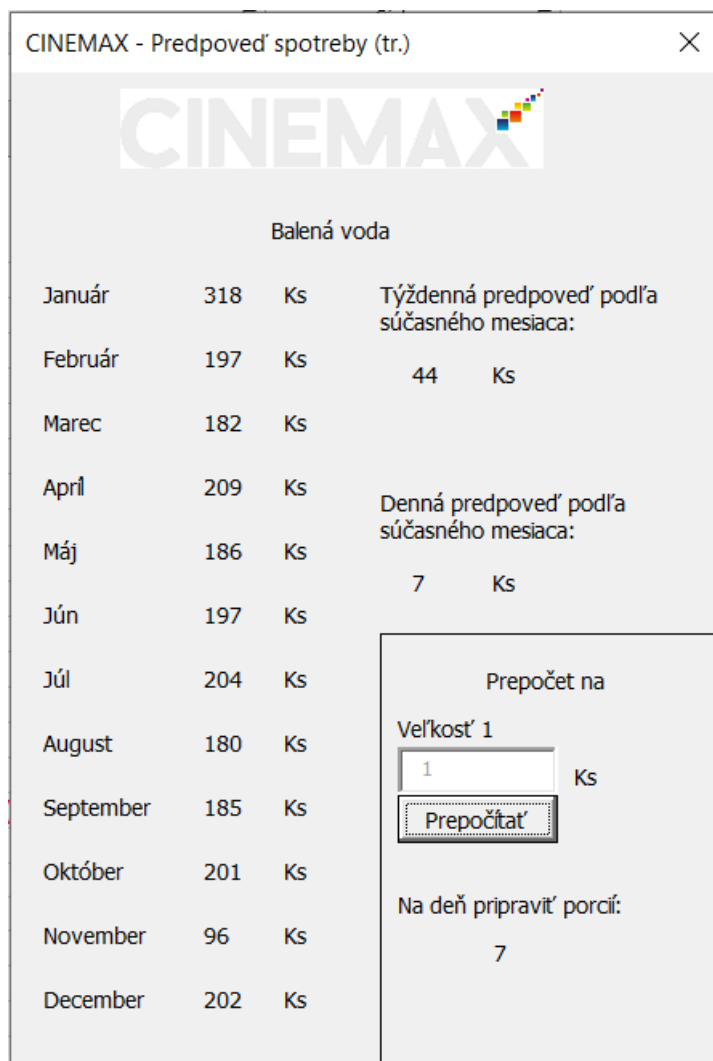 CINEMAX - Predpoveď spotreby (tr.)
CINEMAX
Balená voda
Január 318 Ks
Február 197 Ks
Marec 182 Ks
Apríl 209 Ks
Máj 186 Ks
Jún 197 Ks
Júl 204 Ks
August 180 Ks
September 185 Ks
Október 201 Ks
November 96 Ks
December 202 Ks
Týždenná predpoveď podľa
súčasného mesiaca:
44 Ks
Denná predpoveď podľa
súčasného mesiaca:
7 Ks
Prepočet na
Veľkosť 1
1 Ks
Prepočítať
Na deň pripraviť porcií:
7